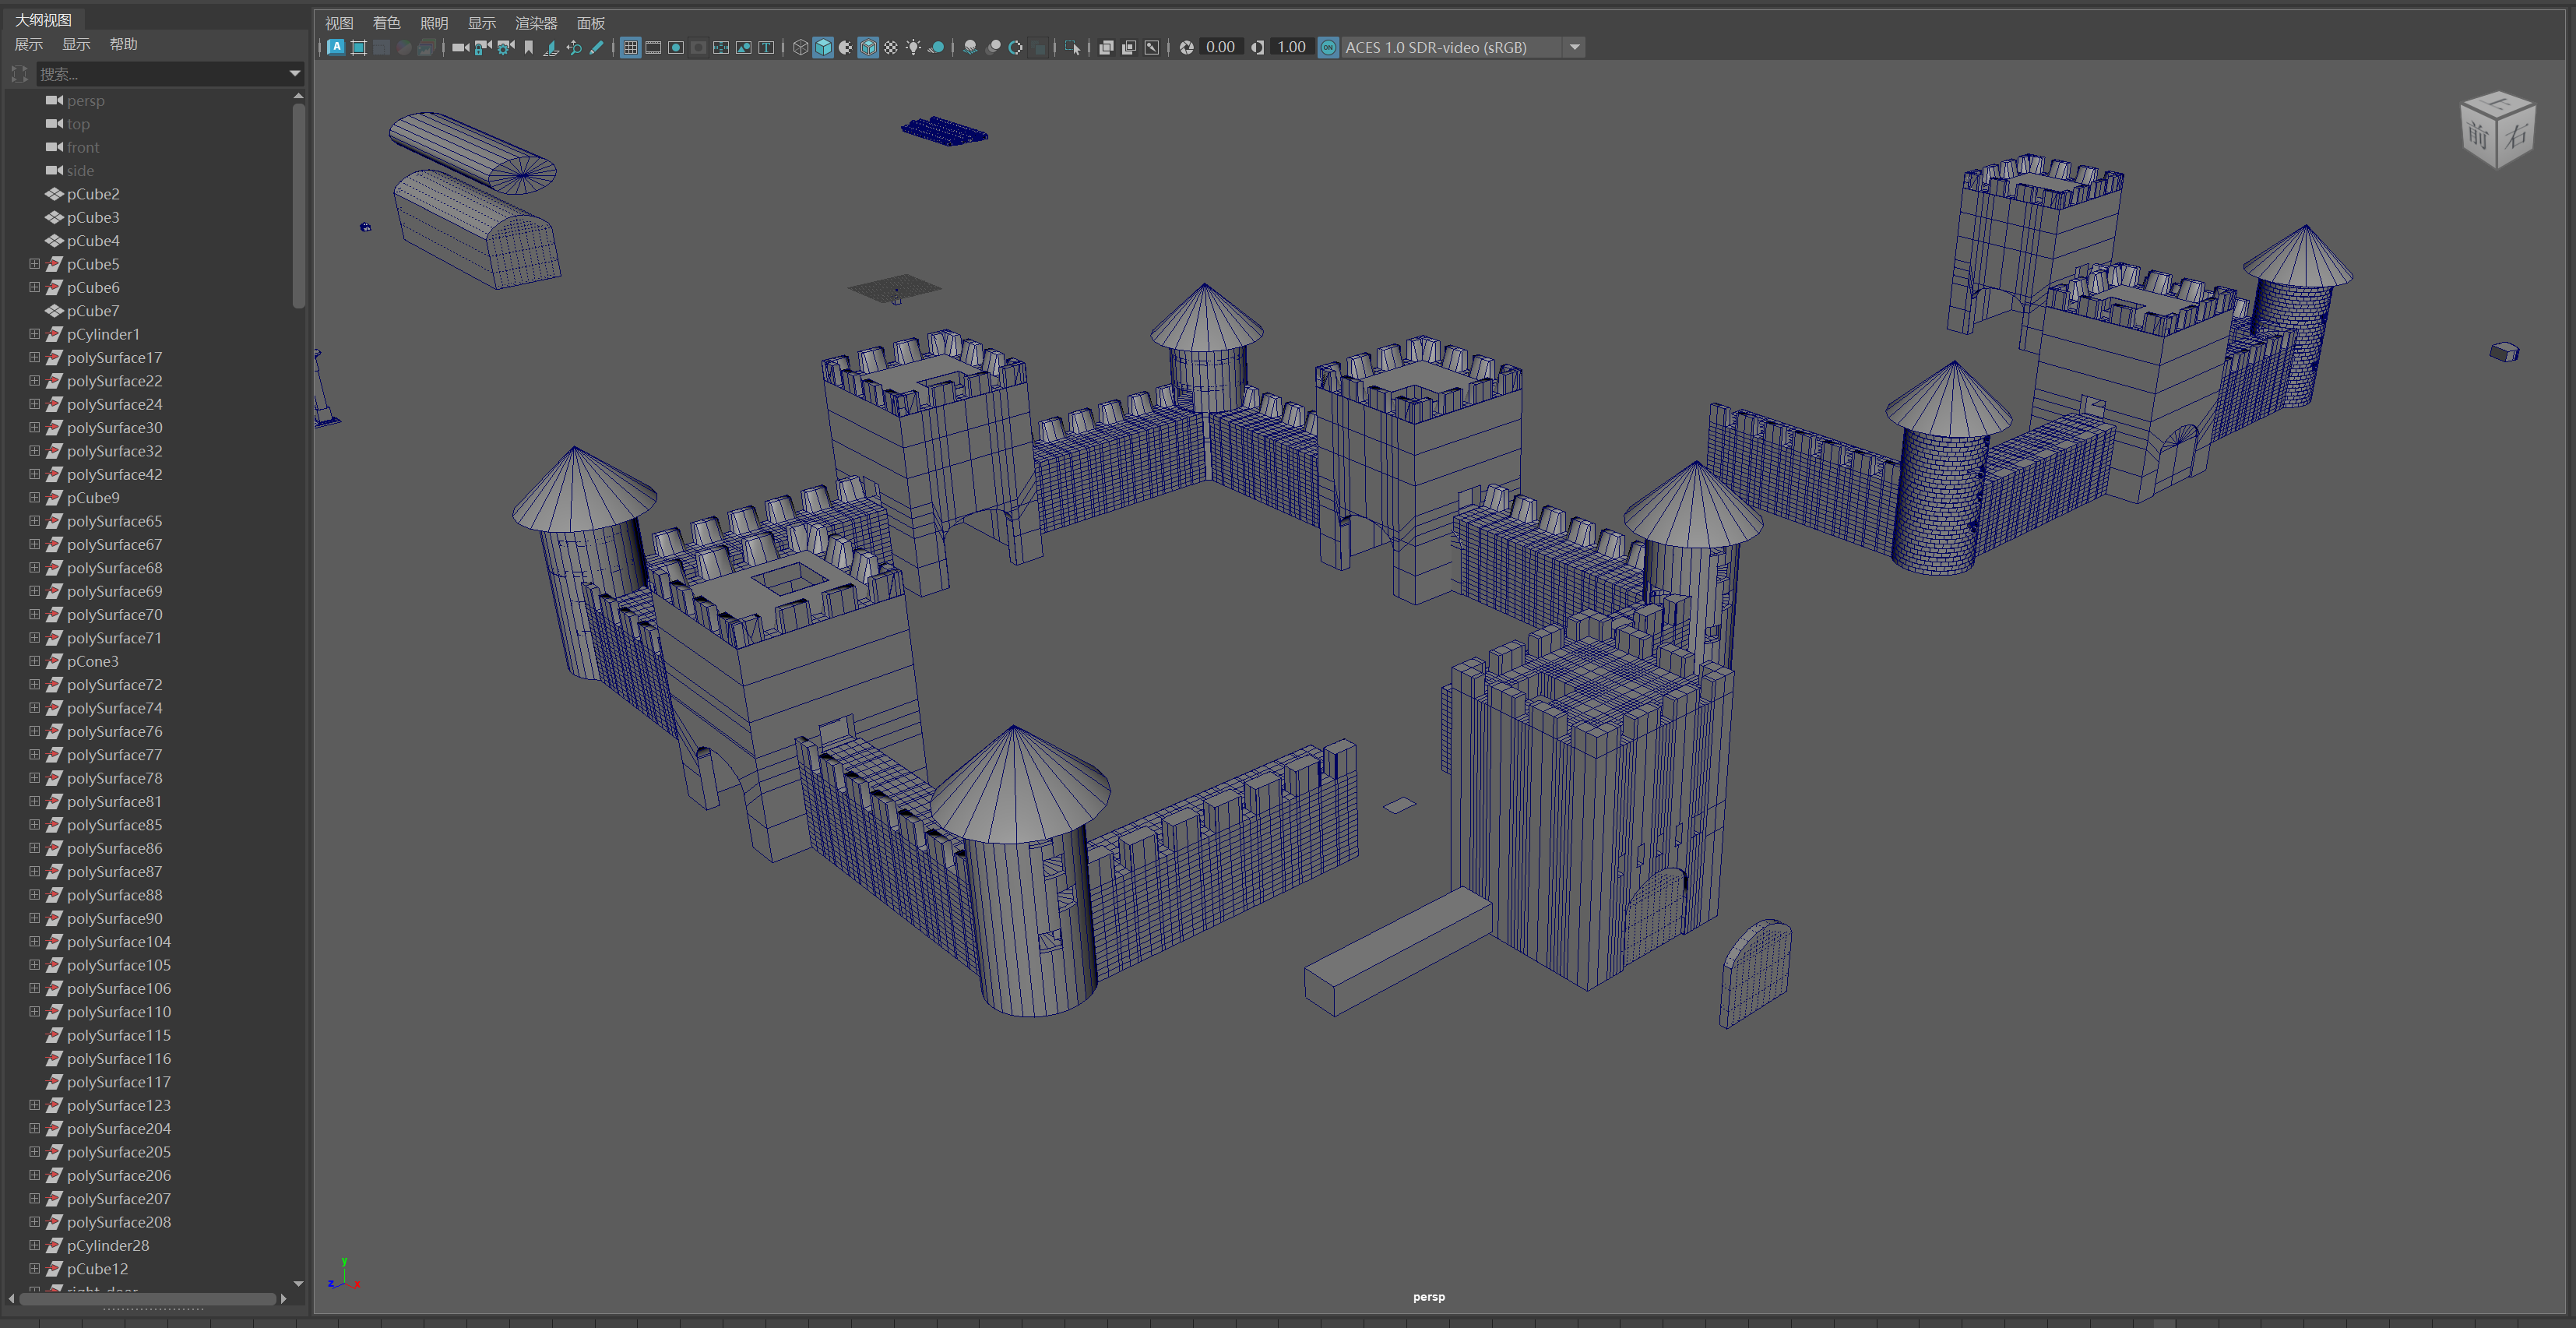 大纲视图
展示 显示 帮助
搜索...
persp
top
front
side
pCube2
pCube3
pCube4
pCube5
pCube6
pCube7
pCylinder1
polySurface17
polySurface22
polySurface24
polySurface30
polySurface32
polySurface42
pCube9
polySurface65
polySurface67
polySurface68
polySurface69
polySurface70
polySurface71
pCone3
polySurface72
polySurface74
polySurface76
polySurface77
polySurface78
polySurface81
polySurface85
polySurface86
polySurface87
polySurface88
polySurface90
polySurface104
polySurface105
polySurface106
polySurface110
polySurface115
polySurface116
polySurface117
polySurface123
polySurface204
polySurface205
polySurface206
polySurface207
polySurface208
pCylinder28
pCube12
right_door
视图 着色 照明 显示 渲染器 面板
A T 0.00 1.00 ON ACES 1.0 SDR-video (sRGB)
上
前 右
y
z x
persp